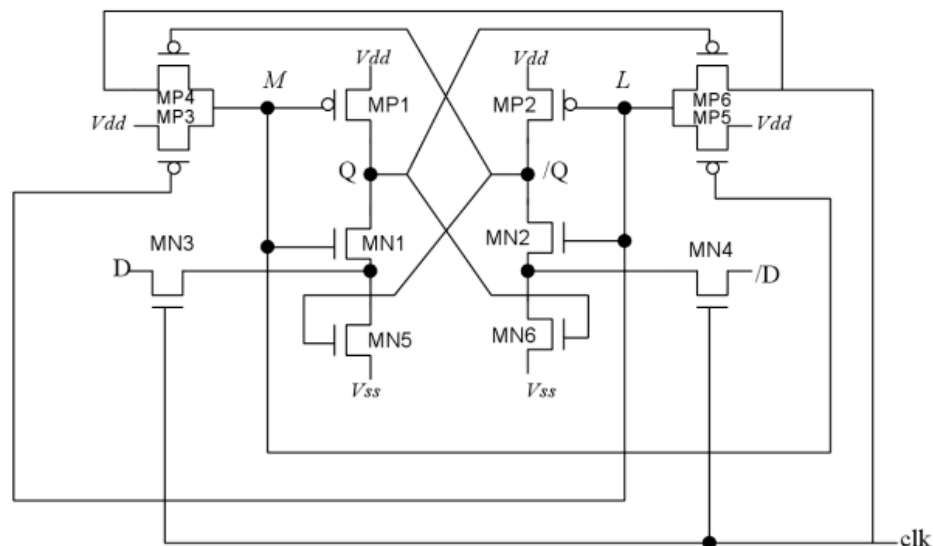 Vdd
Vdd
M
L
MP4
MP1
MP2
MP6
MP3
MP5
Vdd
Vdd
Q
/Q
MN3
MN1
MN2
MN4
D
/D
MN5
MN6
Vss
Vss
clk